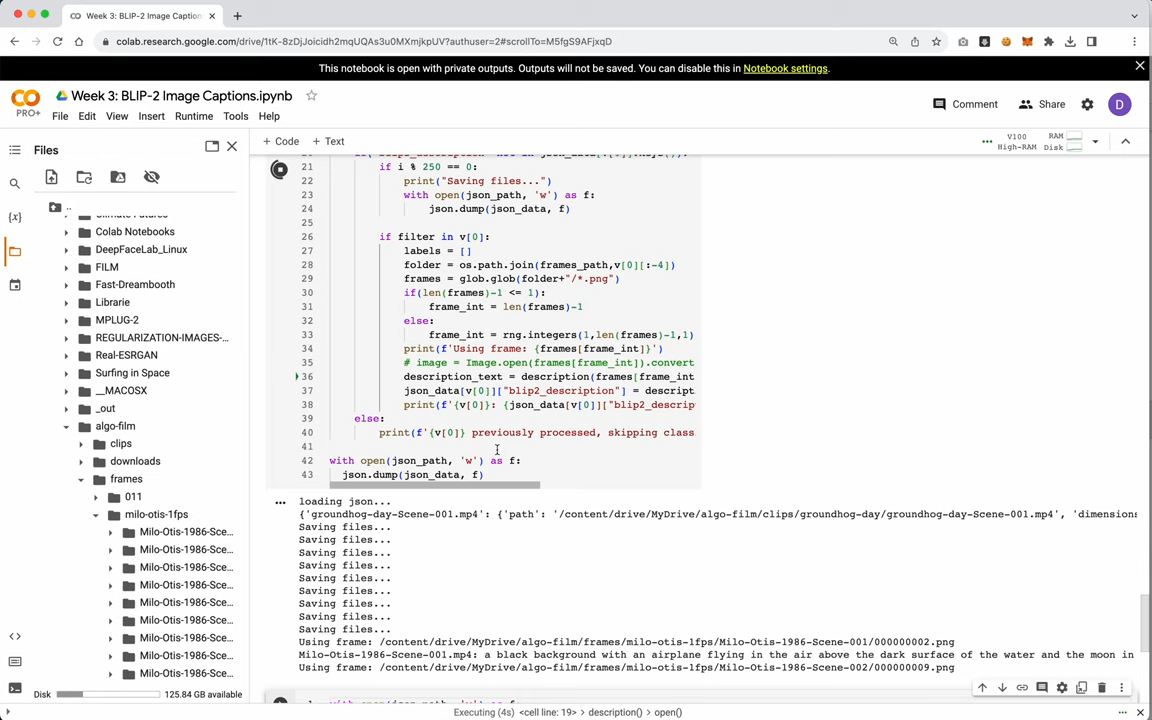 Week 3: BLIP-2 Image Caption
colab.research.google.com/drive/1tK-8zDjJoicidh2mqUQAs3u0MXmjkpUV?authuser=2#scrollTo=M5fgS9AFjxqD
This notebook is open with private outputs. Outputs will not be saved. You can disable this in Notebook settings.
PRO+
Week 3: BLIP-2 Image Captions.ipynb
File Edit View Insert Runtime Tools Help
Comment
Share
D
Files
+ Code + Text
V100
High-RAM
RAM
Disk
..
Climate Futures
Colab Notebooks
DeepFaceLab_Linux
FILM
Fast-Dreambooth
Librarie
MPLUG-2
REGULARIZATION-IMAGES-...
Real-ESRGAN
Surfing in Space
__MACOSX
_out
algo-film
clips
downloads
frames
011
milo-otis-1fps
Milo-Otis-1986-Sce...
Milo-Otis-1986-Sce...
Milo-Otis-1986-Sce...
Milo-Otis-1986-Sce...
Milo-Otis-1986-Sce...
Milo-Otis-1986-Sce...
Milo-Otis-1986-Sce...
Milo-Otis-1986-Sce...
Milo-Otis-1986-Sce...
Disk 125.84 GB available
21 if i % 250 == 0:
22 print("Saving files...")
23 with open(json_path, 'w') as f:
24 json.dump(json_data, f)
25
26 if filter in v[0]:
27 labels = []
28 folder = os.path.join(frames_path,v[0][:-4])
29 frames = glob.glob(folder+"/*.png")
30 if(len(frames)-1 <= 1):
31 frame_int = len(frames)-1
32 else:
33 frame_int = rng.integers(1,len(frames)-1,1)
34 print(f'Using frame: {frames[frame_int]}')
35 # image = Image.open(frames[frame_int]).convert
36 description_text = description(frames[frame_int
37 json_data[v[0]]["blip2_description"] = descript
38 print(f'{v[0]}: {json_data[v[0]]["blip2_descrip
39 else:
40 print(f'{v[0]} previously processed, skipping class
41
42 with open(json_path, 'w') as f:
43 json.dump(json_data, f)
loading json...
{'groundhog-day-Scene-001.mp4': {'path': '/content/drive/MyDrive/algo-film/clips/groundhog-day/groundhog-day-Scene-001.mp4', 'dimensions
Saving files...
Saving files...
Saving files...
Saving files...
Saving files...
Saving files...
Saving files...
Saving files...
Saving files...
Using frame: /content/drive/MyDrive/algo-film/frames/milo-otis-1fps/Milo-Otis-1986-Scene-001/000000002.png
Milo-Otis-1986-Scene-001.mp4: a black background with an airplane flying in the air above the dark surface of the water and the moon in
Using frame: /content/drive/MyDrive/algo-film/frames/milo-otis-1fps/Milo-Otis-1986-Scene-002/000000009.png
Executing (4s) <cell line: 19> > description() > open()